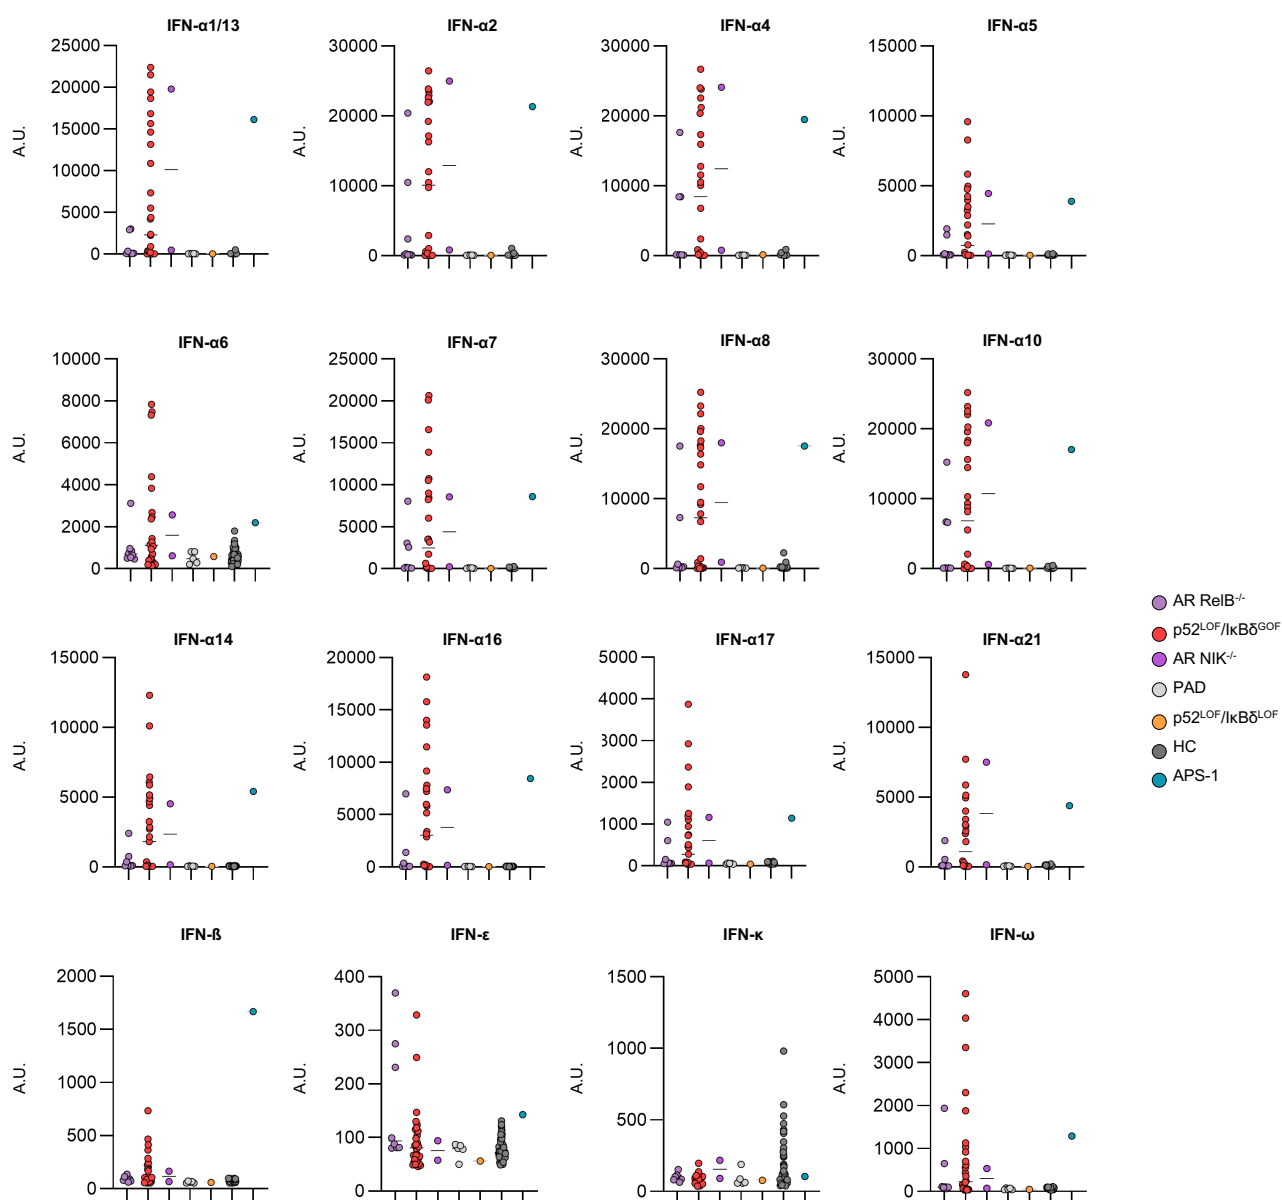 IFN-α1/13
A.U.
25000
20000
15000
10000
5000
0
IFN-α2
A.U.
30000
20000
10000
0
IFN-α4
A.U.
30000
20000
10000
0
IFN-α5
A.U.
15000
10000
5000
0
IFN-α6
A.U.
10000
8000
6000
4000
2000
0
IFN-α7
A.U.
25000
20000
15000
10000
5000
0
IFN-α8
A.U.
30000
20000
10000
0
IFN-α10
A.U.
30000
20000
10000
0
IFN-α14
A.U.
15000
10000
5000
0
IFN-α16
A.U.
20000
15000
10000
5000
0
IFN-α17
A.U.
5000
4000
3000
2000
1000
0
IFN-α21
A.U.
15000
10000
5000
0
IFN-ß
A.U.
2000
1500
1000
500
0
IFN-ε
A.U.
400
300
200
100
0
IFN-κ
A.U.
1500
1000
500
0
IFN-ω
A.U.
5000
4000
3000
2000
1000
0
AR RelB-/-
p52LOF/IκBδGOF
AR NIK-/-
PAD
p52LOF/IκBδLOF
HC
APS-1